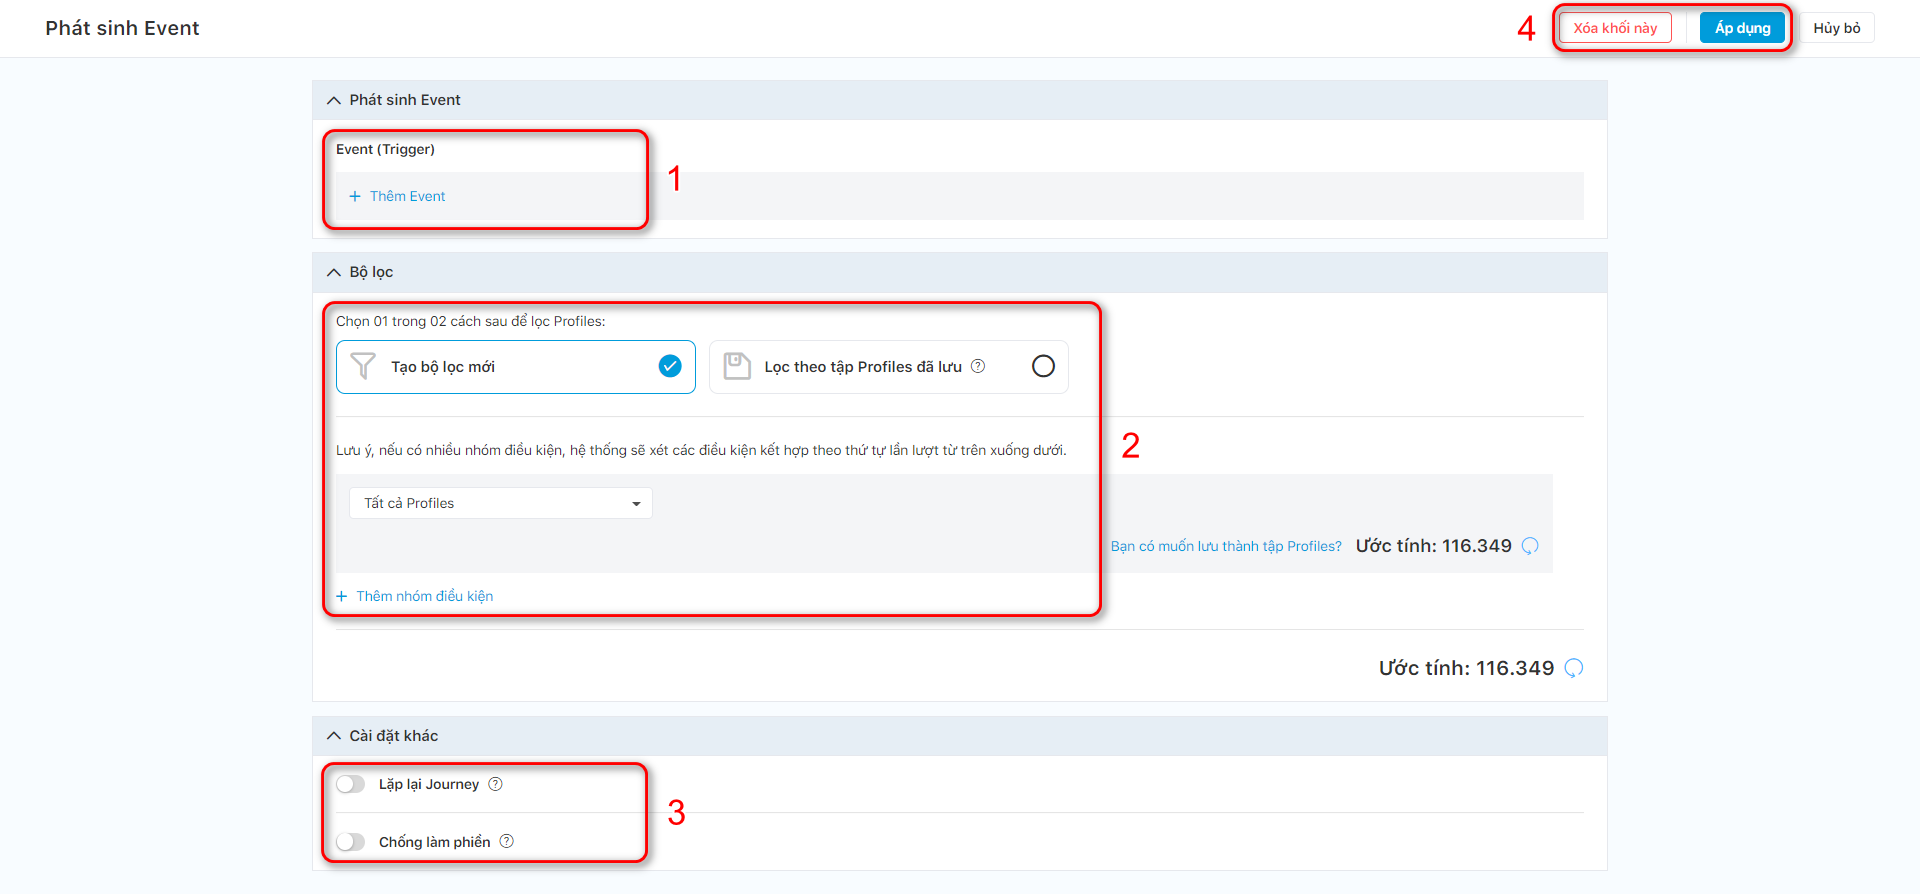 Phát sinh Event
4
Xóa khối này
Áp dụng
Hủy bỏ
Phát sinh Event
Event (Trigger)
+ Thêm Event
1
Bộ lọc
Chọn 01 trong 02 cách sau để lọc Profiles:
Tạo bộ lọc mới
Lọc theo tập Profiles đã lưu ?
Lưu ý, nếu có nhiều nhóm điều kiện, hệ thống sẽ xét các điều kiện kết hợp theo thứ tự lần lượt từ trên xuống dưới.
2
Tất cả Profiles
Bạn có muốn lưu thành tập Profiles?
Ước tính: 116.349
+ Thêm nhóm điều kiện
Ước tính: 116.349
Cài đặt khác
Lặp lại Journey ?
3
Chống làm phiền ?